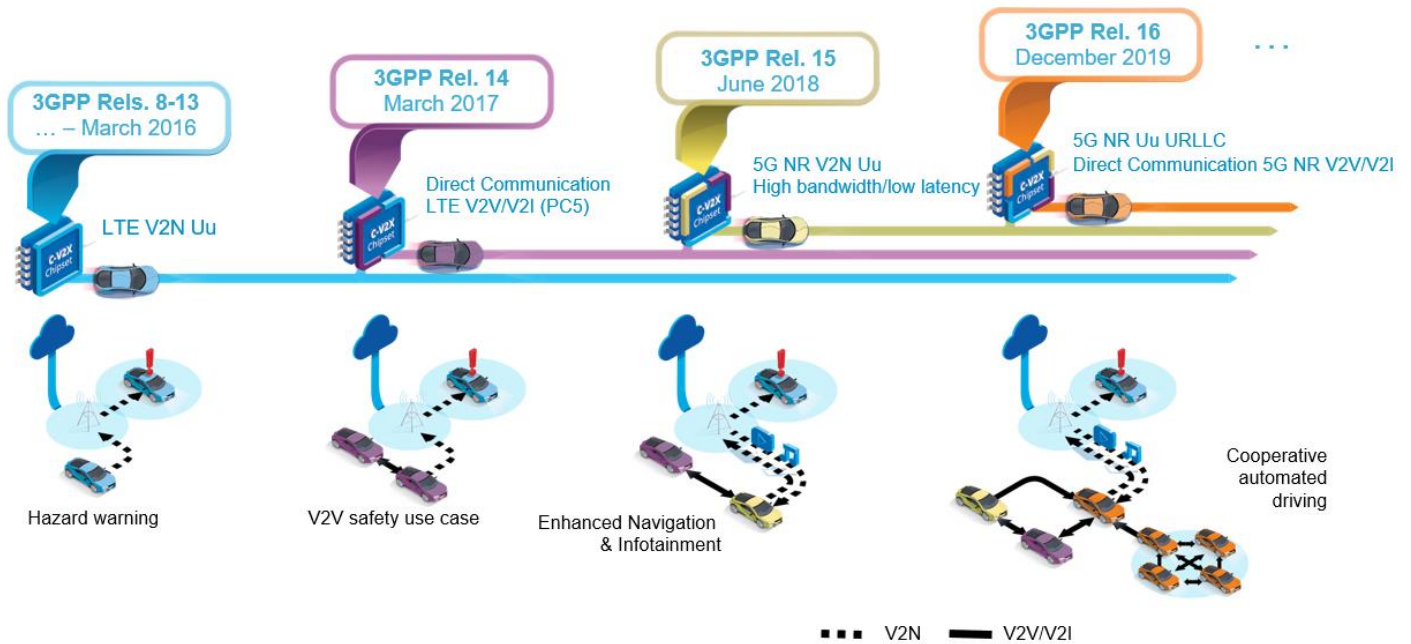 3GPP Rels. 8-13
... – March 2016
3GPP Rel. 14
March 2017
3GPP Rel. 15
June 2018
3GPP Rel. 16
December 2019
...
C-V2X
Chipset
LTE V2N Uu
C-V2X
Chipset
Direct Communication
LTE V2V/V2I (PC5)
C-V2X
Chipset
5G NR V2N Uu
High bandwidth/low latency
C-V2X
Chipset
5G NR Uu URLLC
Direct Communication 5G NR V2V/V2I
Hazard warning
V2V safety use case
Enhanced Navigation
& Infotainment
Cooperative
automated
driving
V2N
V2V/V2I